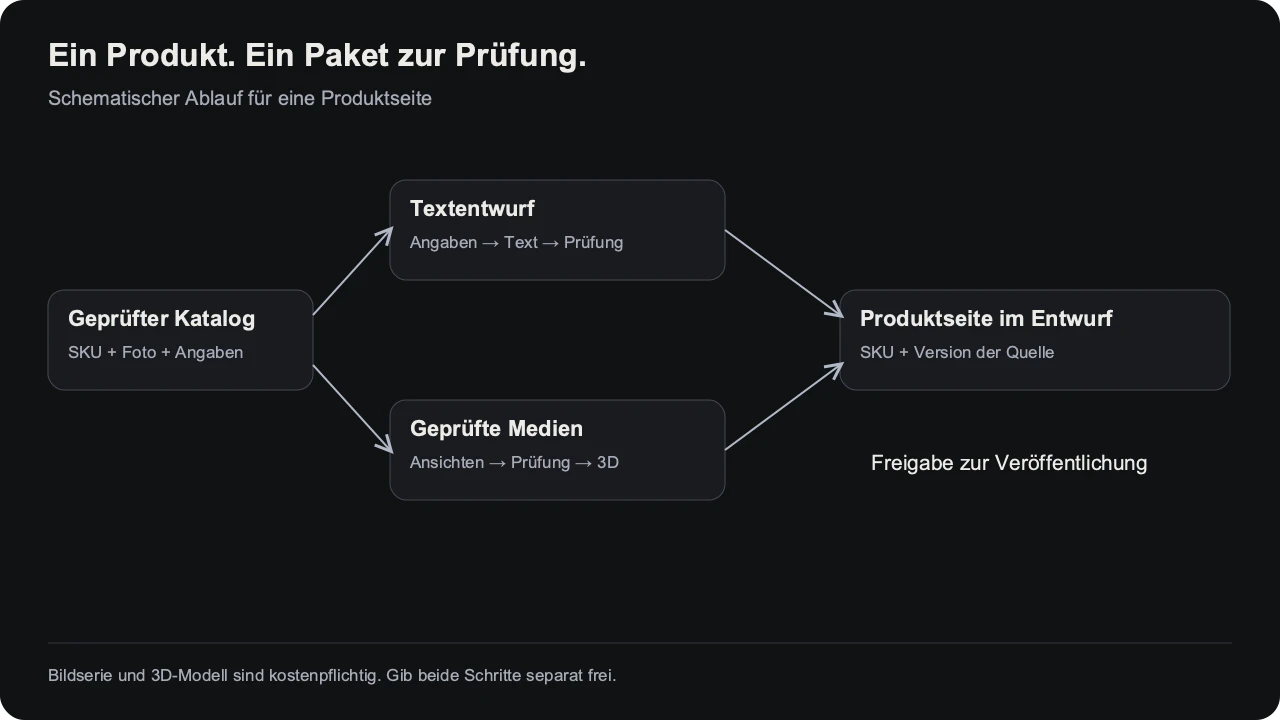 Ein Produkt. Ein Paket zur Prüfung.
Schematischer Ablauf für eine Produktseite
Textentwurf
Angaben → Text → Prüfung
Geprüfter Katalog
SKU + Foto + Angaben
Produktseite im Entwurf
SKU + Version der Quelle
Geprüfte Medien
Ansichten → Prüfung → 3D
Freigabe zur Veröffentlichung
Bildserie und 3D-Modell sind kostenpflichtig. Gib beide Schritte separat frei.